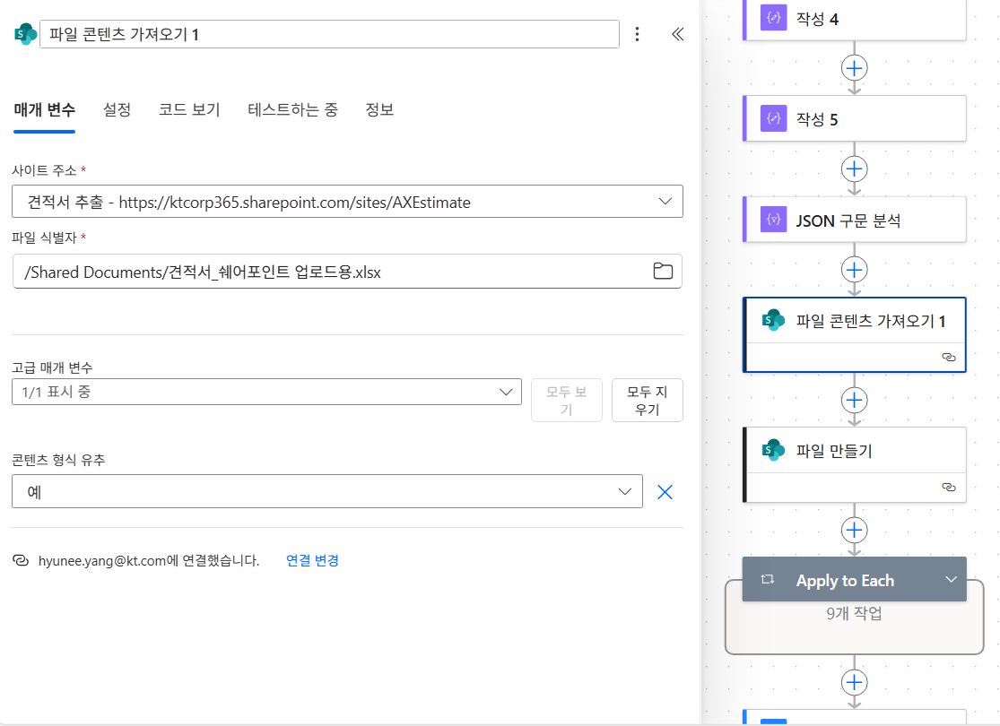 파일 콘텐츠 가져오기 1
매개 변수 설정 코드 보기 테스트하는 중 정보
사이트 주소 *
견적서 추출 - https://ktcorp365.sharepoint.com/sites/AXEstimate
파일 식별자 *
/Shared Documents/견적서_쉐어포인트 업로드용.xlsx
고급 매개 변수
1/1 표시 중
모두 보
기
모두 지
우기
콘텐츠 형식 유추
예
hyunee.yang@kt.com에 연결했습니다. 연결 변경
작성 4
작성 5
JSON 구문 분석
파일 콘텐츠 가져오기 1
파일 만들기
Apply to Each
9개 작업